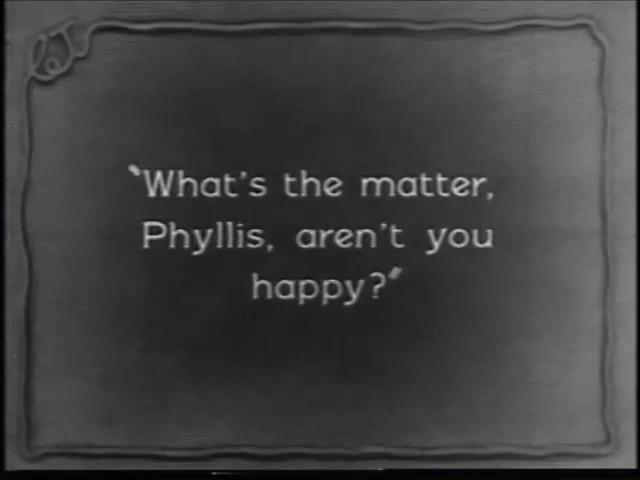 "What's the matter,
Phyllis, aren't you
happy?"